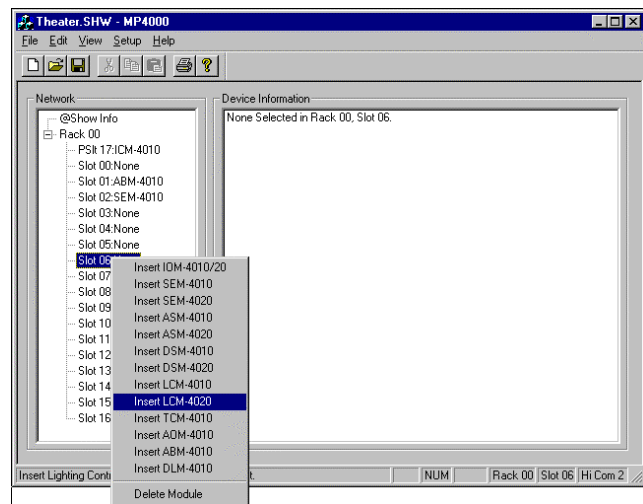 Theater.SHW - MP4000
File Edit View Setup Help
Network
@Show Info
Rack 00
PSlt 17:ICM-4010
Slot 00:None
Slot 01:ABM-4010
Slot 02:SEM-4010
Slot 03:None
Slot 04:None
Slot 05:None
Slot 06
Slot 07
Slot 08
Slot 09
Slot 10
Slot 11
Slot 12
Slot 13
Slot 14
Slot 15
Slot 16
Device Information
None Selected in Rack 00, Slot 06.
Insert IOM-4010/20
Insert SEM-4010
Insert SEM-4020
Insert ASM-4010
Insert ASM-4020
Insert DSM-4010
Insert DSM-4020
Insert LCM-4010
Insert LCM-4020
Insert TCM-4010
Insert AOM-4010
Insert ABM-4010
Insert DLM-4010
Delete Module
Insert Lighting Cont
NUM Rack 00 Slot 06 Hi Com 2